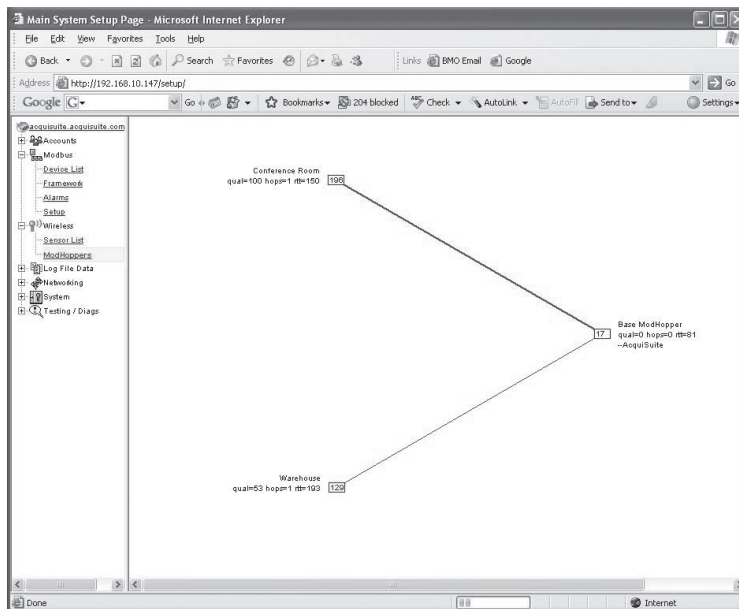 Main System Setup Page - Microsoft Internet Explorer
File Edit View Favorites Tools Help
Back Search Favorites Links BMO Email Google
Address http://192.168.10.147/setup/ Go
Google G Go Bookmarks 204 blocked Check AutoLink AutoFill Send to Settings
acquisuite.acquisuite.com
Accounts
Modbus
Device List
Framework
Alarms
Setup
Wireless
Sensor List
ModHoppers
Log File Data
Networking
System
Testing / Diags
Conference Room
qual=100 hops=1 rtt=150 196
17 Base ModHopper
qual=0 hops=0 rtt=81
--AcquiSuite
Warehouse
qual=53 hops=1 rtt=193 129
Done Internet